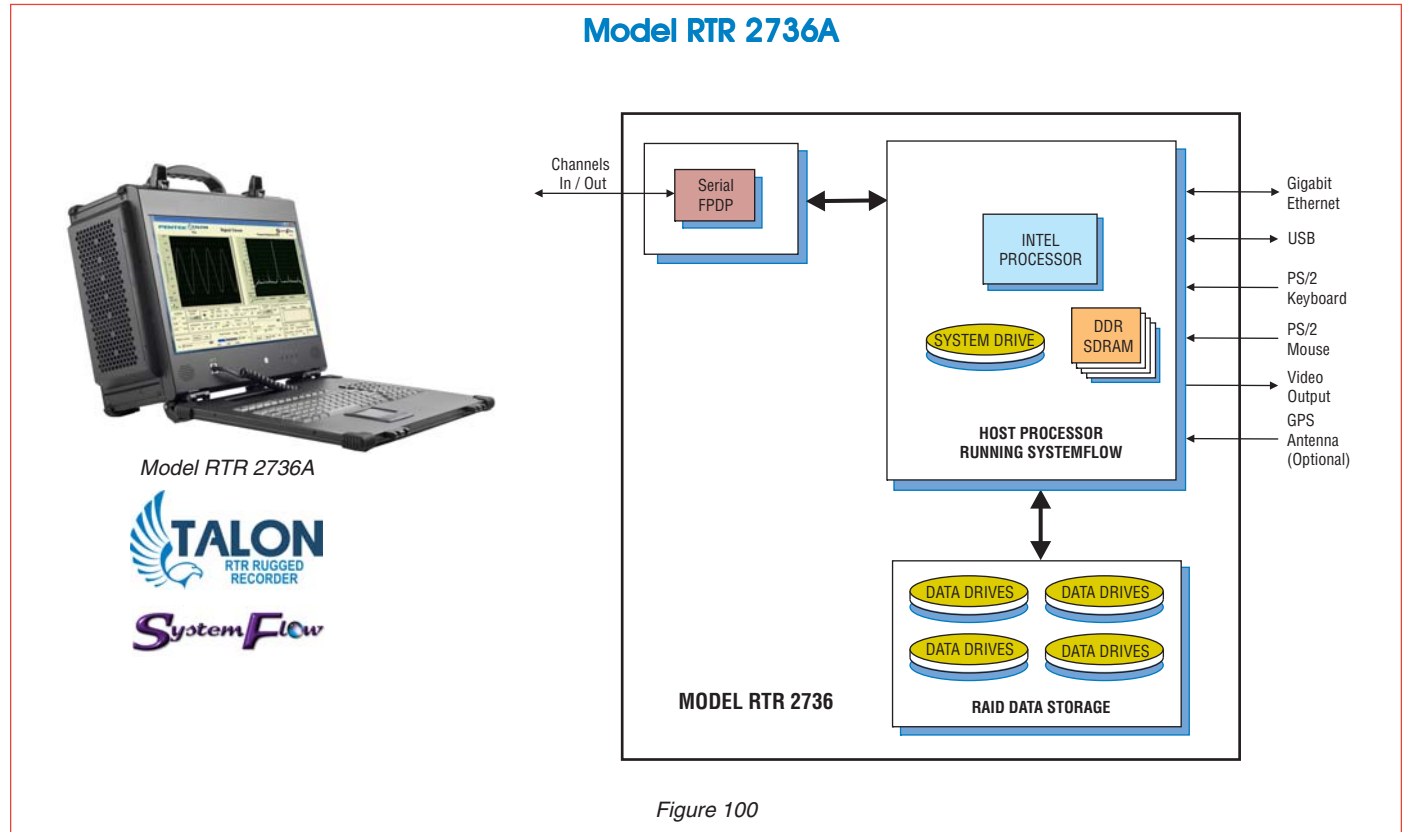 Model RTR 2736A
Channels
In / Out
Serial
FPDP
INTEL
PROCESSOR
SYSTEM DRIVE
DDR
SDRAM
HOST PROCESSOR
RUNNING SYSTEMFLOW
Gigabit
Ethernet
USB
PS/2
Keyboard
PS/2
Mouse
Video
Output
GPS
Antenna
(Optional)
DATA DRIVES
DATA DRIVES
DATA DRIVES
DATA DRIVES
RAID DATA STORAGE
MODEL RTR 2736
PENTEK TALON
Model RTR 2736A
TALON
RTR RUGGED
RECORDER
SystemFlow
Figure 100